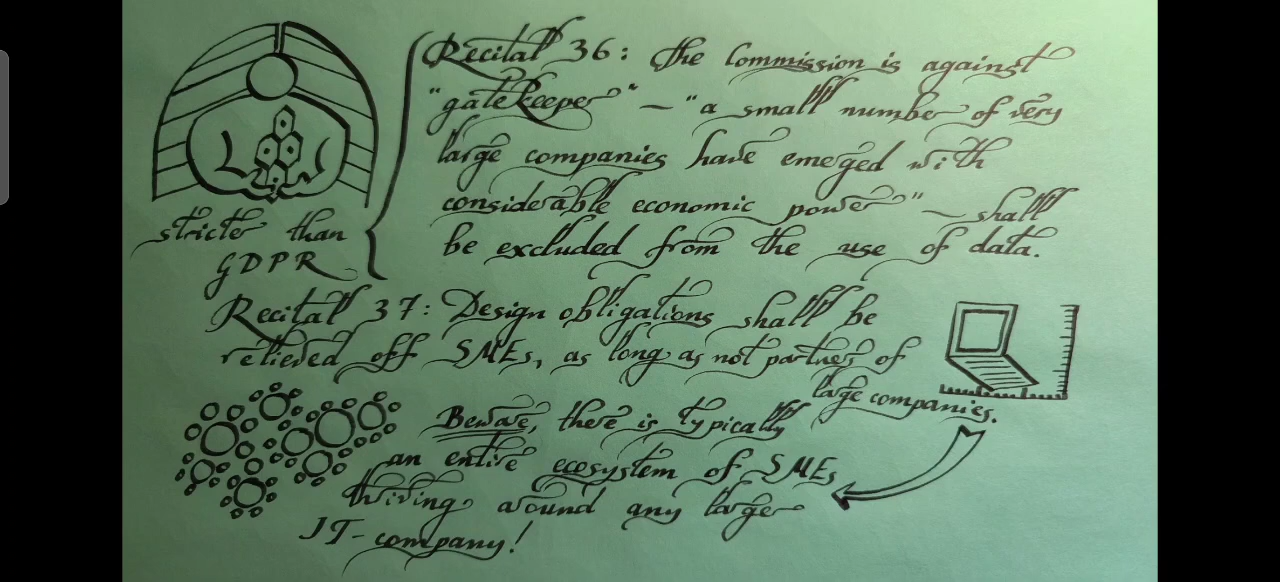 Recital 36: The Commission is against
"gatekeeper" – "a small number of very
large companies have emerged with
considerable economic power" – shall
be excluded from the use of data.
stricter than
GDPR
Recital 37: Design obligations shall be
relieved off SMEs, as long as not partner of
large companies.
Beware, there is typically
an entire ecosystem of SMEs
thriving around any large
IT-company!